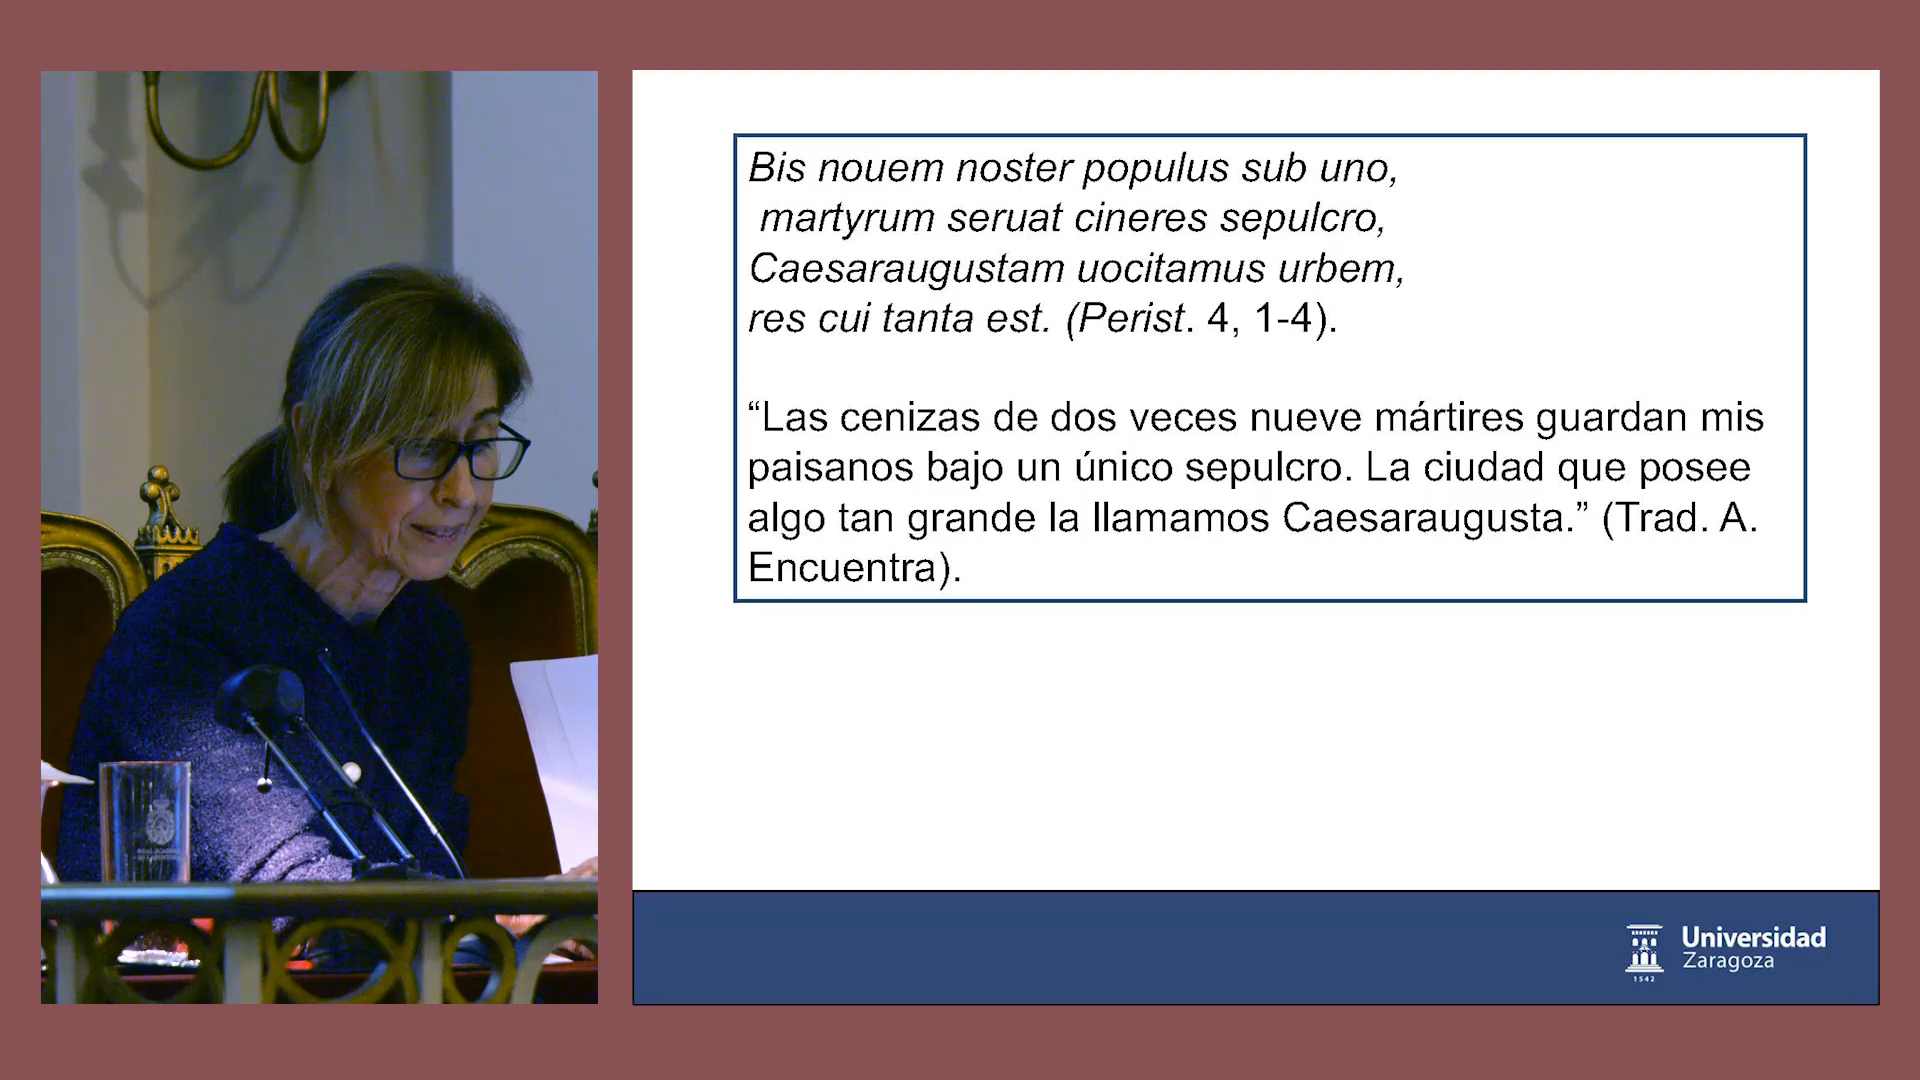 Bis nouem noster populus sub uno,
martyrum seruat cineres sepulcro,
Caesaraugustam uocitamus urbem,
res cui tanta est. (Perist. 4, 1-4).
“Las cenizas de dos veces nueve mártires guardan mis
paisanos bajo un único sepulcro. La ciudad que posee
algo tan grande la llamamos Caesaraugusta.” (Trad. A.
Encuentra).
Universidad
Zaragoza
1542